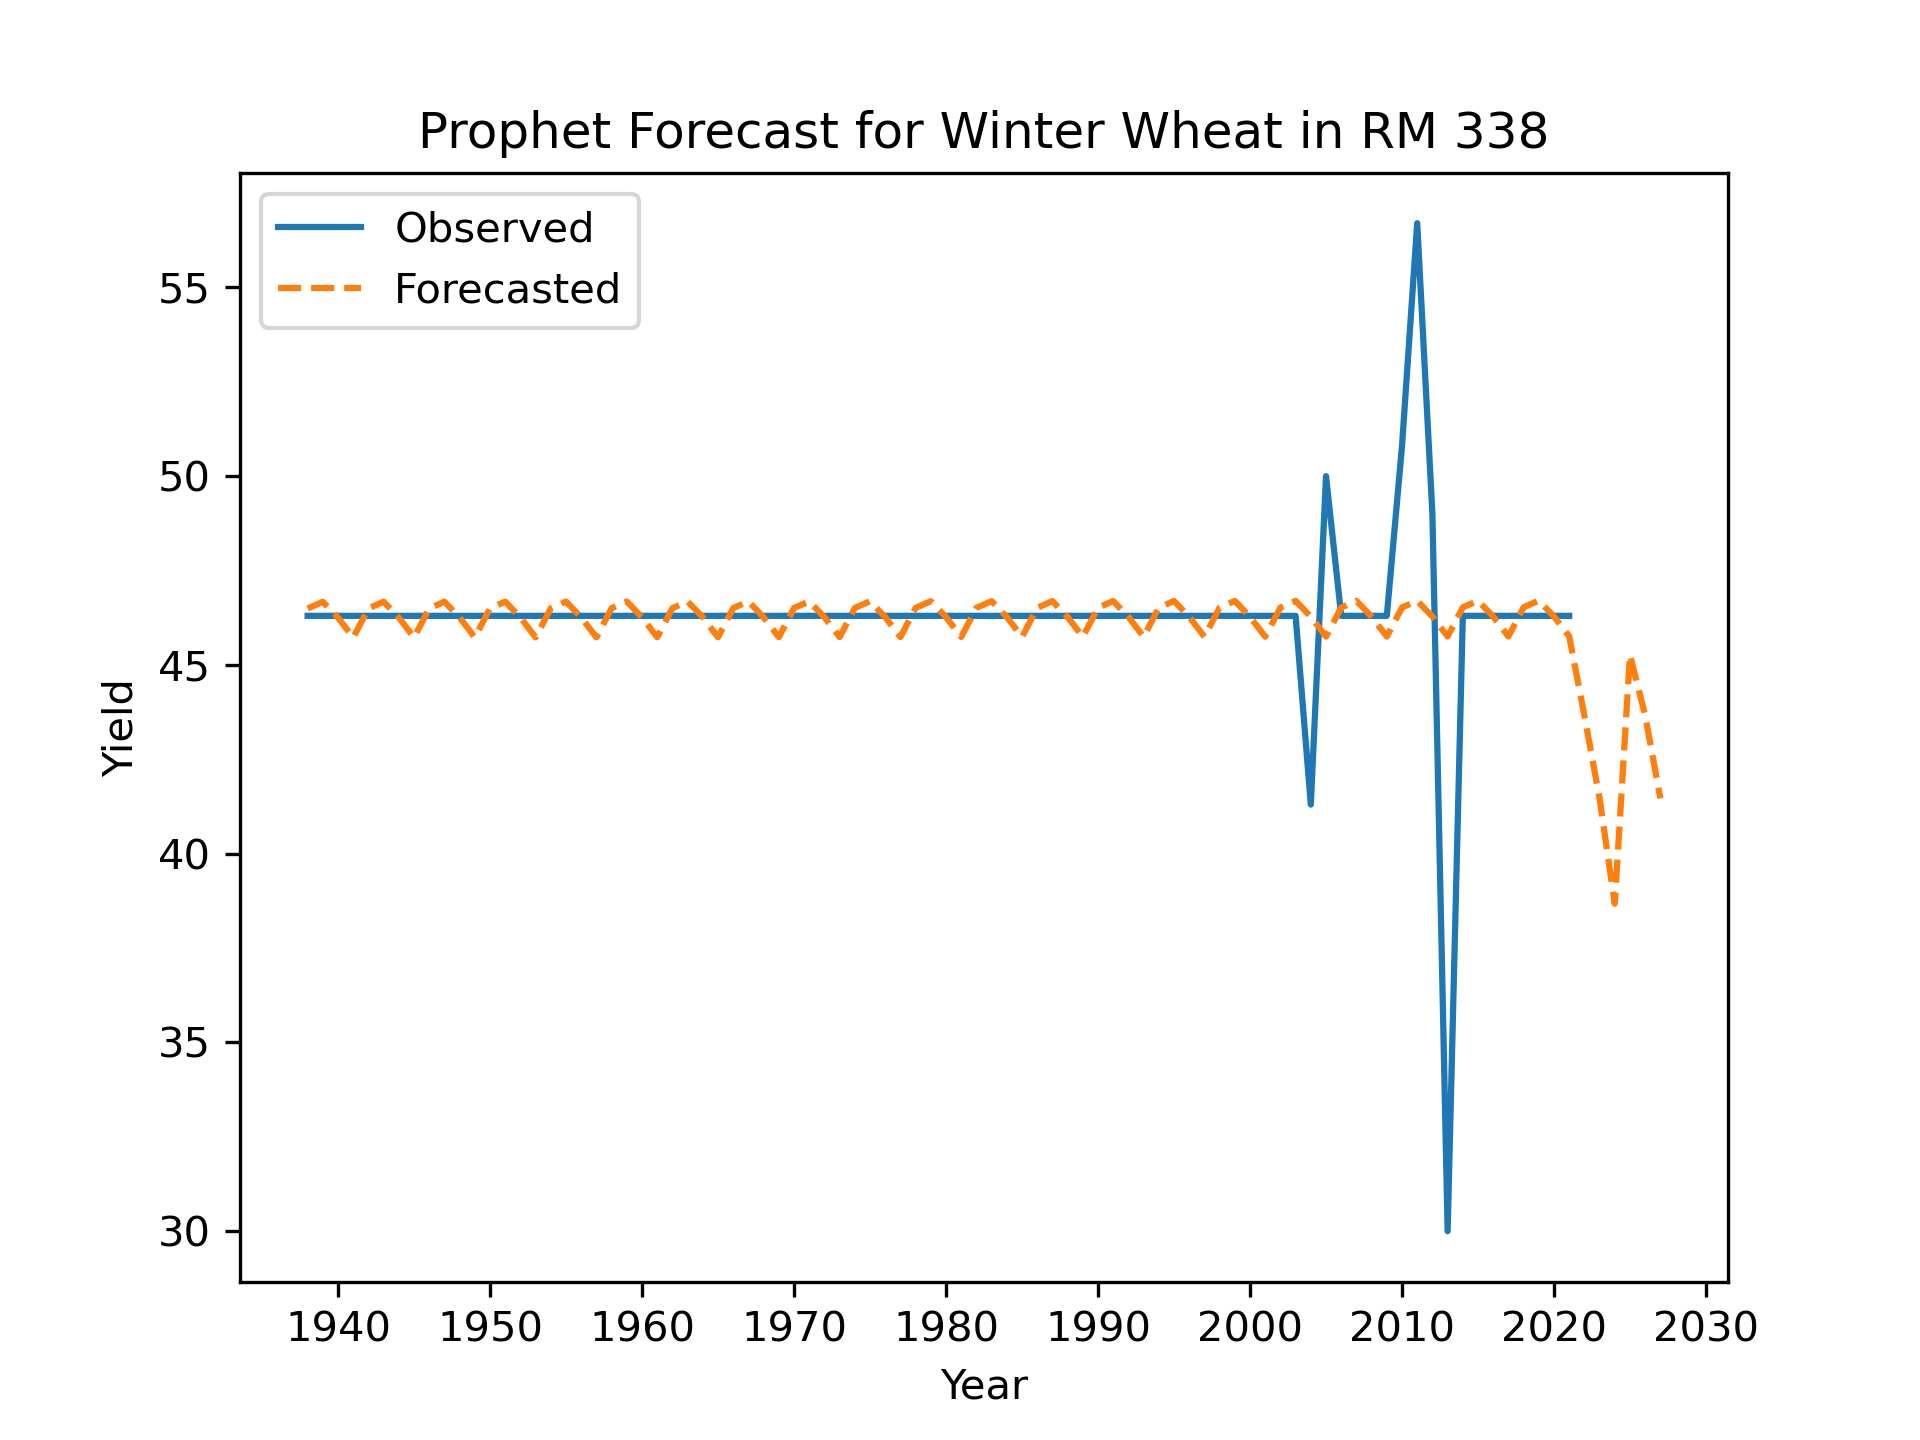 Prophet Forecast for Winter Wheat in RM 338
Observed
Forecasted
55
50
45
40
35
30
Yield
1940 1950 1960 1970 1980 1990 2000 2010 2020 2030
Year